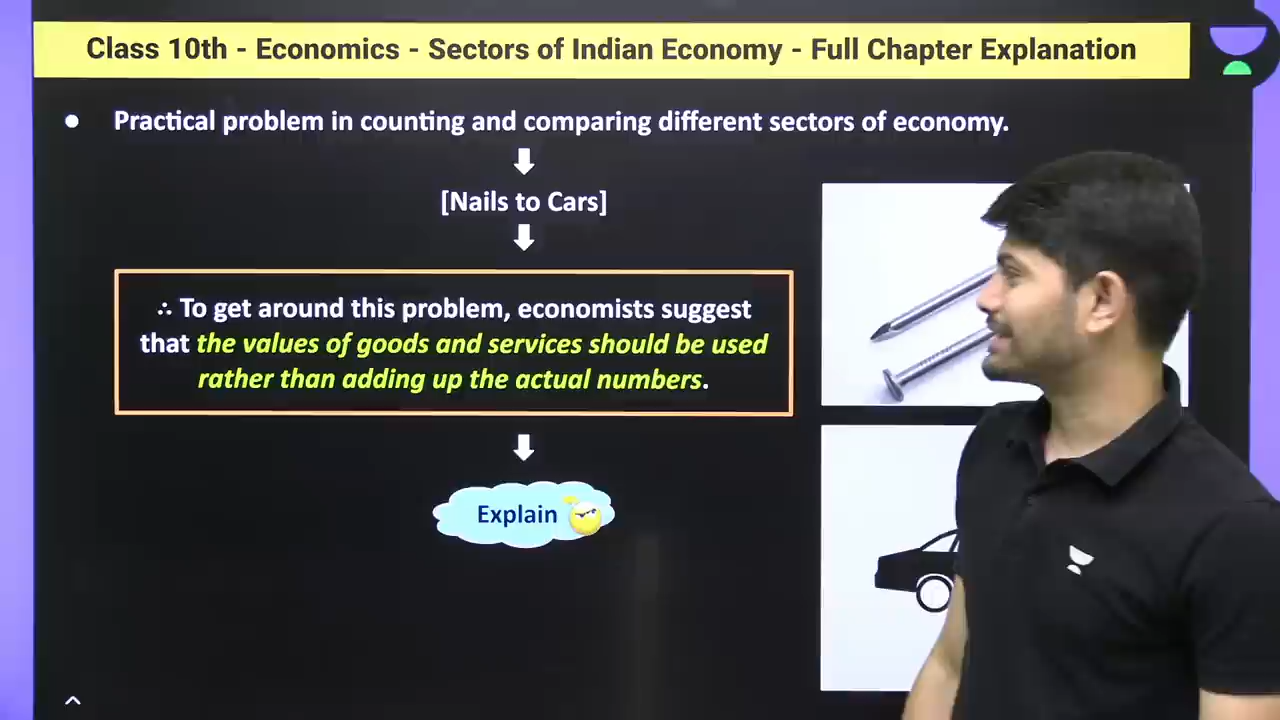 Class 10th - Economics - Sectors of Indian Economy - Full Chapter Explanation
● Practical problem in counting and comparing different sectors of economy.
[Nails to Cars]
∴ To get around this problem, economists suggest
that the values of goods and services should be used
rather than adding up the actual numbers.
Explain